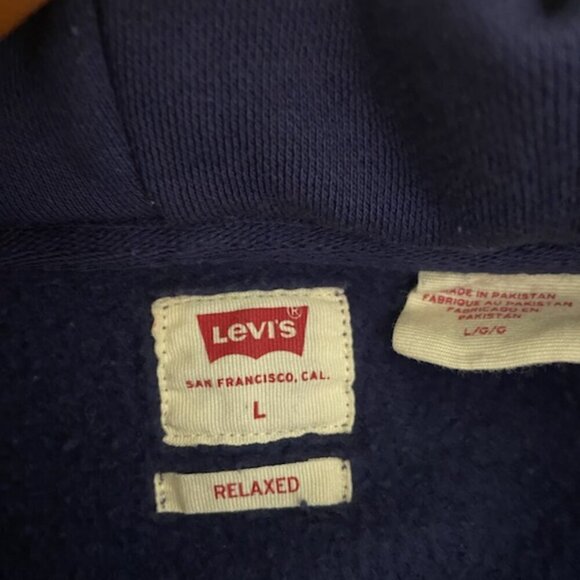 LEVI'S®
SAN FRANCISCO, CAL.
L
RELAXED
MADE IN PAKISTAN
FABRIQUE AU PAKISTAN
FABRICADO EN
PAKISTAN
L/G/G